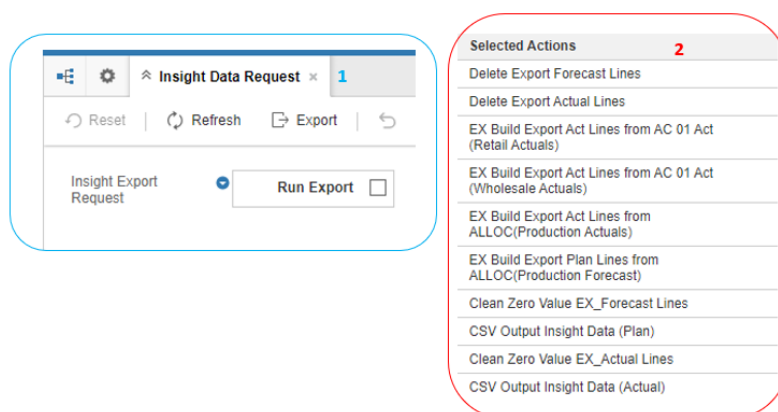 Insight Data Request × 1
Reset Refresh Export
Insight Export
Request
Run Export
Selected Actions 2
Delete Export Forecast Lines
Delete Export Actual Lines
EX Build Export Act Lines from AC 01 Act
(Retail Actuals)
EX Build Export Act Lines from AC 01 Act
(Wholesale Actuals)
EX Build Export Act Lines from
ALLOC(Production Actuals)
EX Build Export Plan Lines from
ALLOC(Production Forecast)
Clean Zero Value EX_Forecast Lines
CSV Output Insight Data (Plan)
Clean Zero Value EX_Actual Lines
CSV Output Insight Data (Actual)